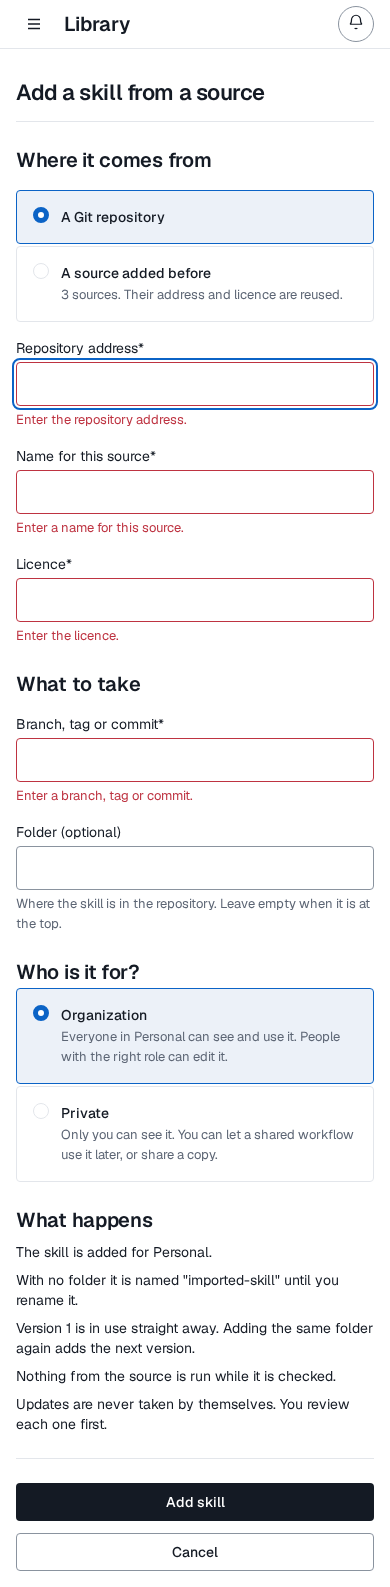 Library
Add a skill from a source
Where it comes from
A Git repository
A source added before
3 sources. Their address and licence are reused.
Repository address*
Enter the repository address.
Name for this source*
Enter a name for this source.
Licence*
Enter the licence.
What to take
Branch, tag or commit*
Enter a branch, tag or commit.
Folder (optional)
Where the skill is in the repository. Leave empty when it is at
the top.
Who is it for?
Organization
Everyone in Personal can see and use it. People
with the right role can edit it.
Private
Only you can see it. You can let a shared workflow
use it later, or share a copy.
What happens
The skill is added for Personal.
With no folder it is named "imported-skill" until you
rename it.
Version 1 is in use straight away. Adding the same folder
again adds the next version.
Nothing from the source is run while it is checked.
Updates are never taken by themselves. You review
each one first.
Add skill
Cancel